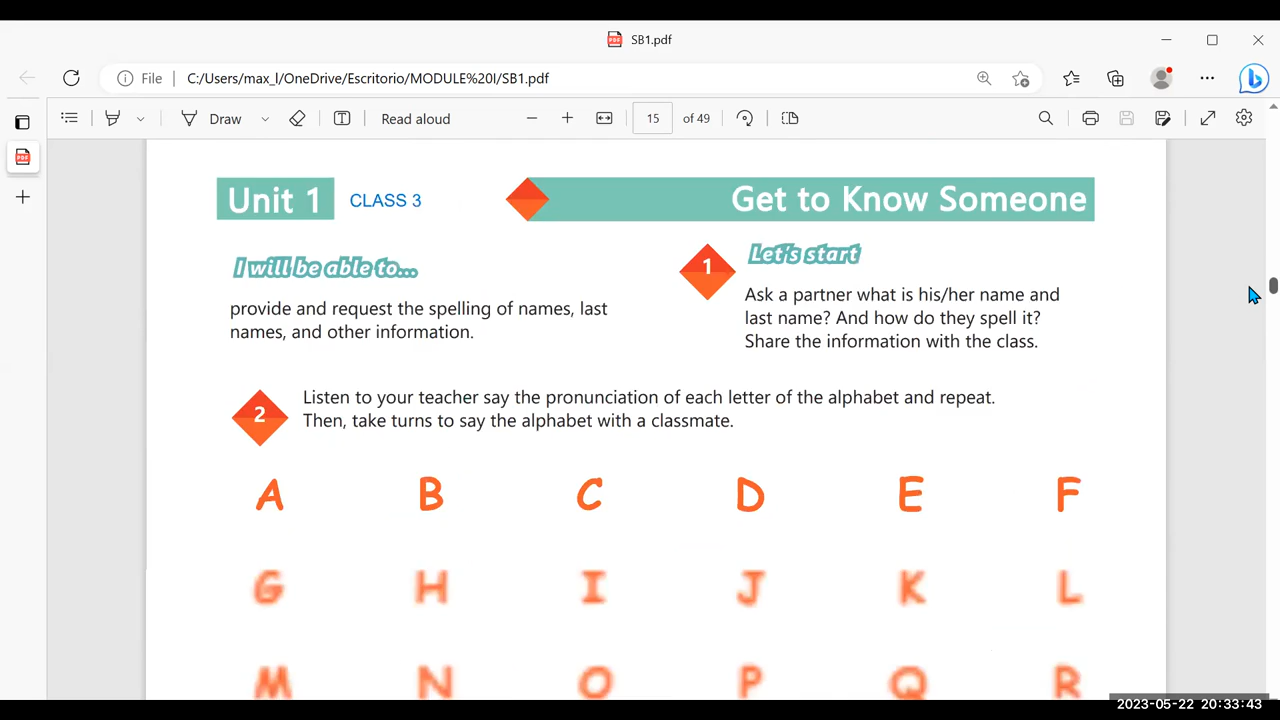 SB1.pdf
File C:/Users/max_l/OneDrive/Escritorio/MODULE%20I/SB1.pdf
Draw Read aloud 15 of 49
Unit 1 CLASS 3 Get to Know Someone
I will be able to...
provide and request the spelling of names, last
names, and other information.
1 Let's start
Ask a partner what is his/her name and
last name? And how do they spell it?
Share the information with the class.
2 Listen to your teacher say the pronunciation of each letter of the alphabet and repeat.
Then, take turns to say the alphabet with a classmate.
A B C D E F
G H I J K L
M N O P Q R
2023-05-22 20:33:43